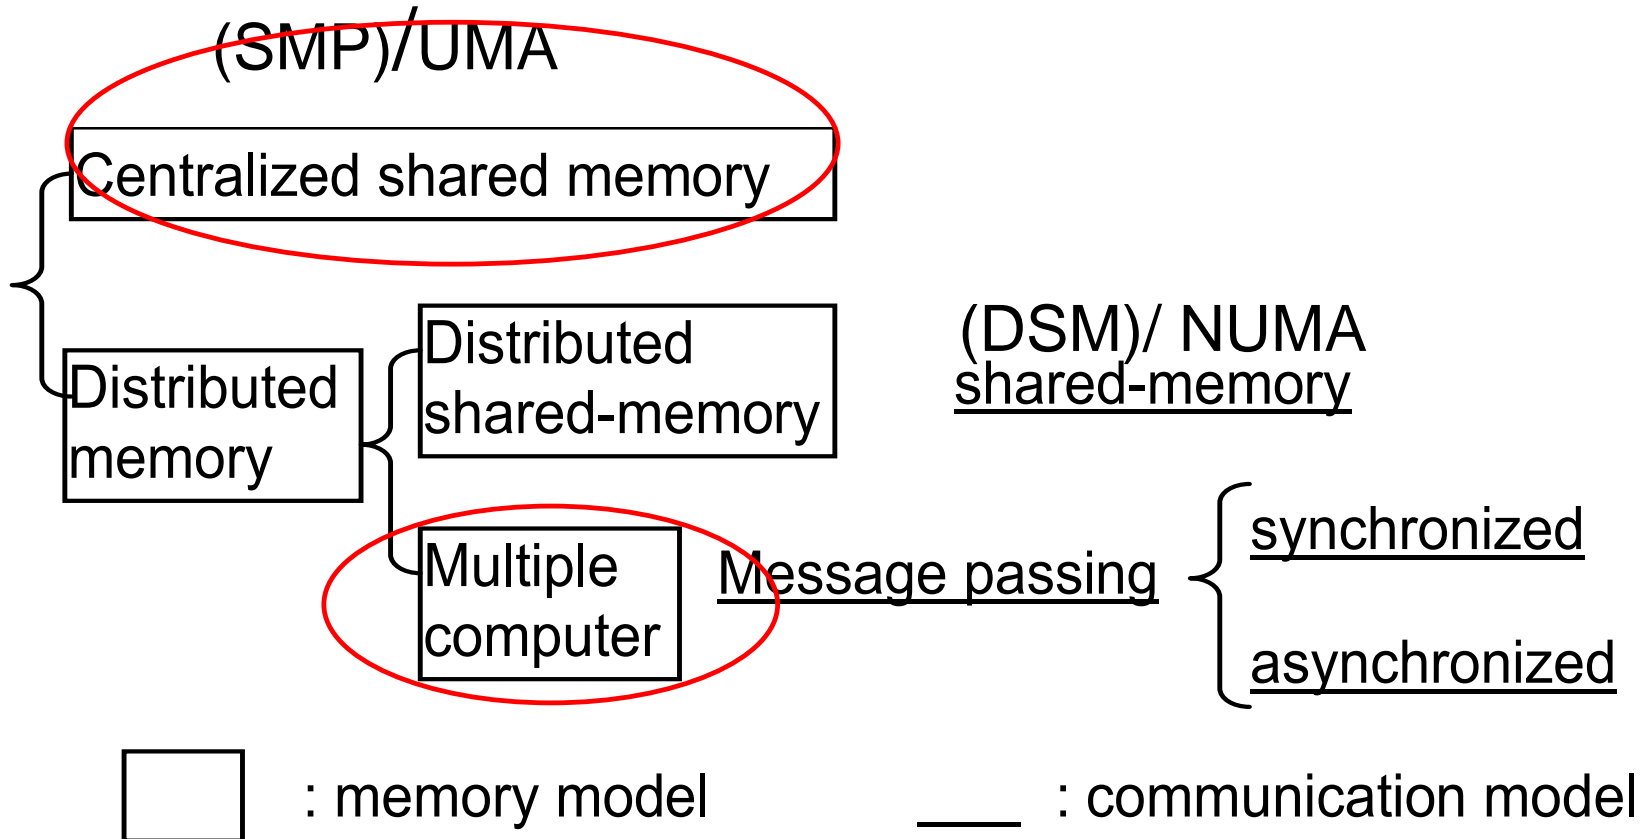 (SMP)/UMA
Centralized shared memory
Distributed
shared-memory
(DSM)/ NUMA
shared-memory
Distributed
memory
Multiple
computer
Message passing
synchronized
asynchronized
: memory model
: communication model